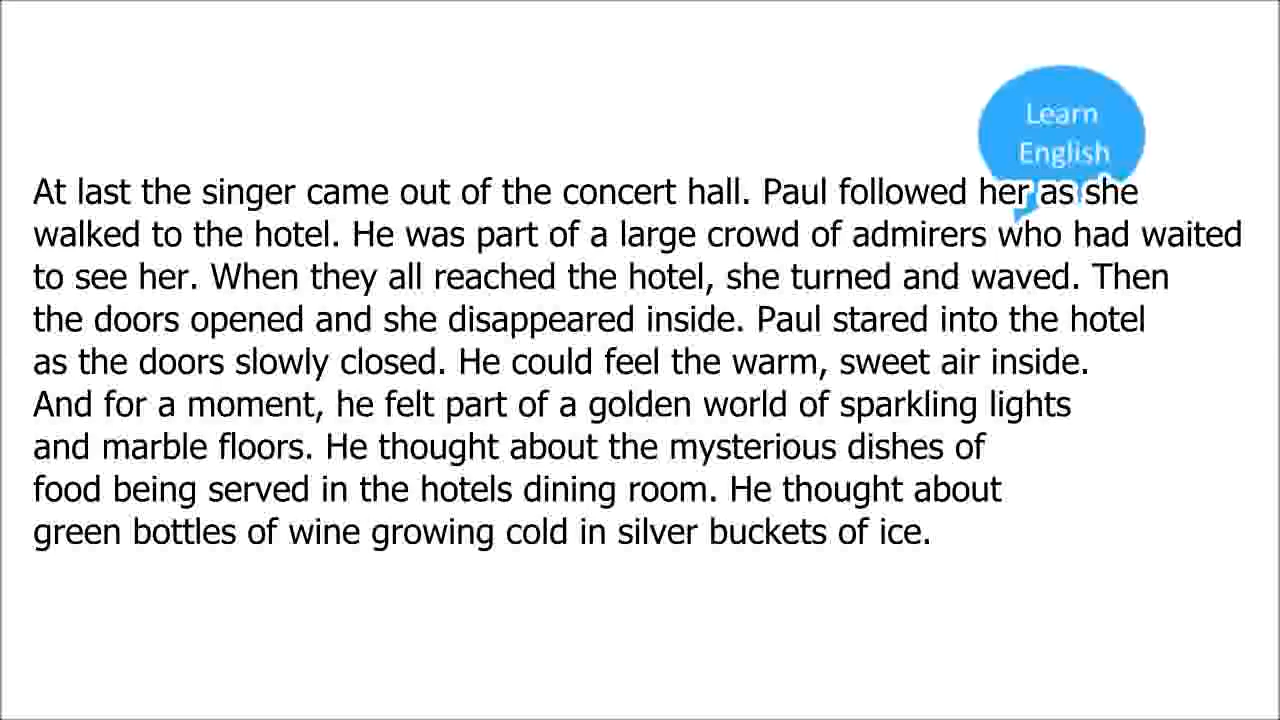 Learn
English
At last the singer came out of the concert hall. Paul followed her as she
walked to the hotel. He was part of a large crowd of admirers who had waited
to see her. When they all reached the hotel, she turned and waved. Then
the doors opened and she disappeared inside. Paul stared into the hotel
as the doors slowly closed. He could feel the warm, sweet air inside.
And for a moment, he felt part of a golden world of sparkling lights
and marble floors. He thought about the mysterious dishes of
food being served in the hotels dining room. He thought about
green bottles of wine growing cold in silver buckets of ice.